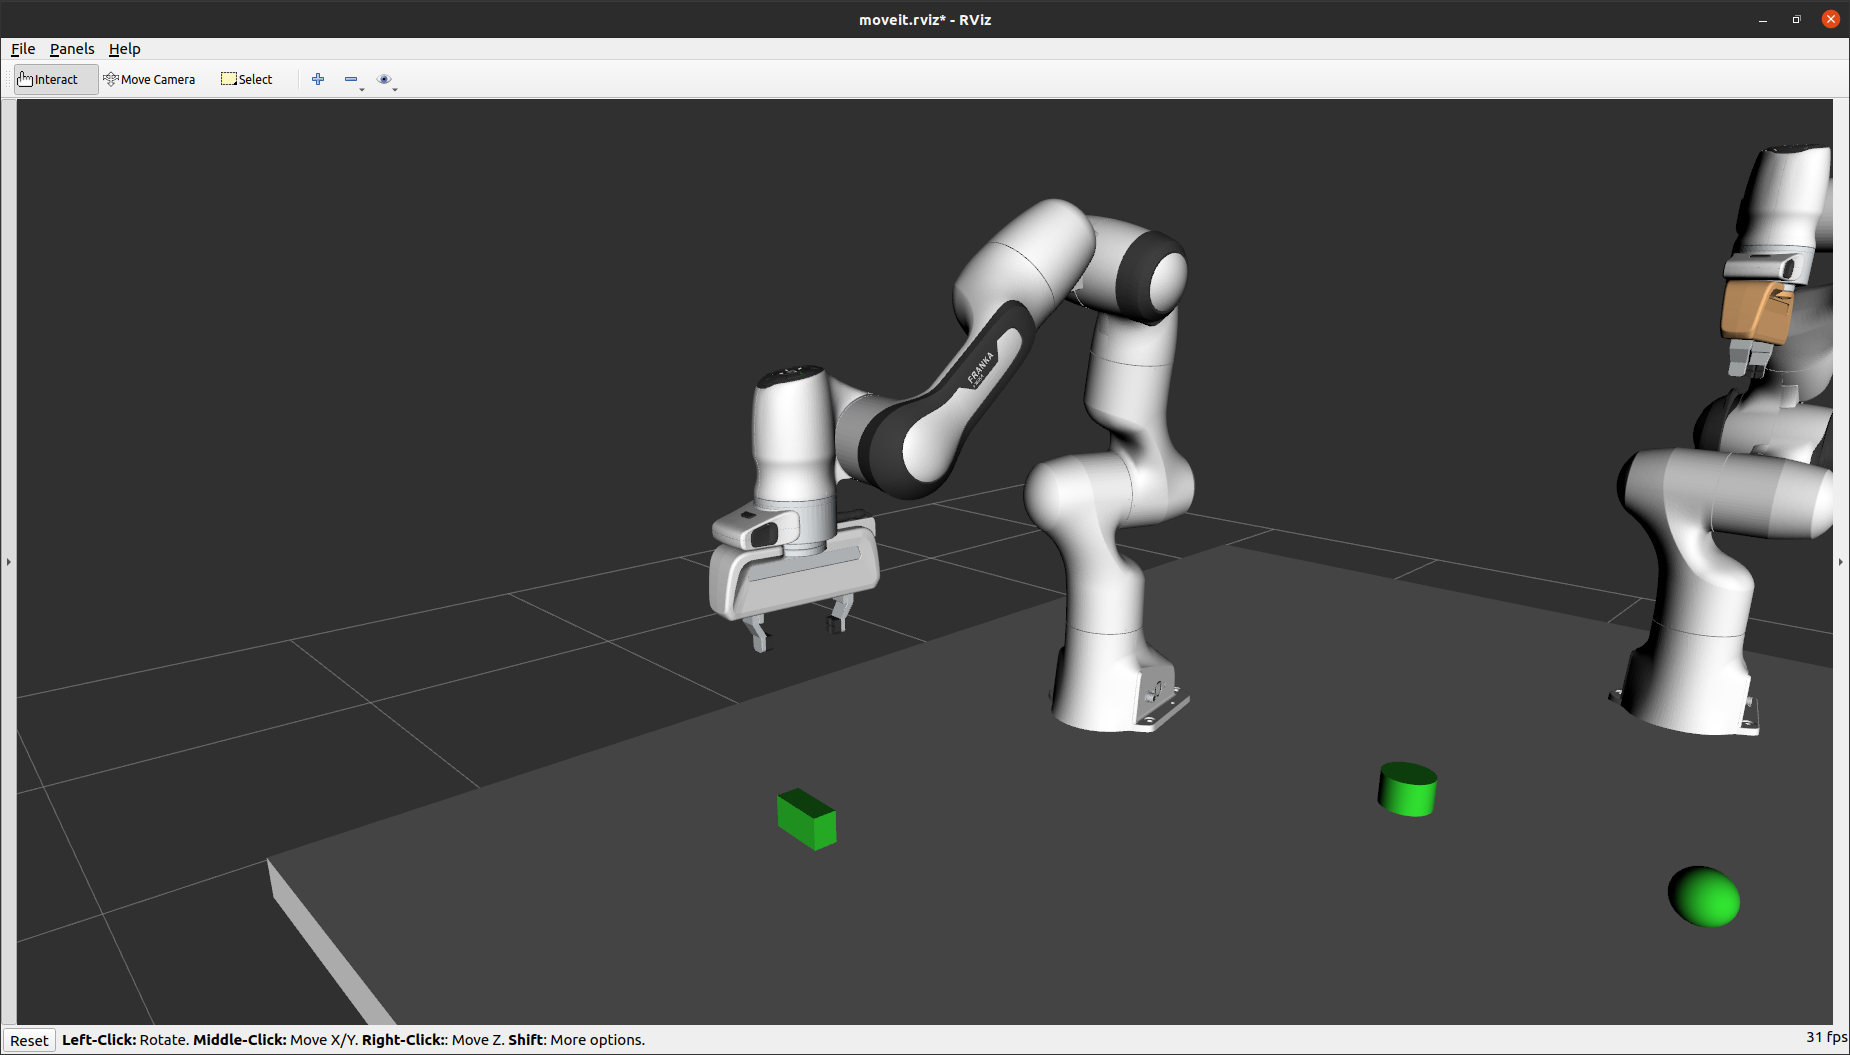 moveit.rviz* - RViz
File Panels Help
Interact Move Camera Select
FRANKA
Reset Left-Click: Rotate. Middle-Click: Move X/Y. Right-Click:: Move Z. Shift: More options.
31 fps